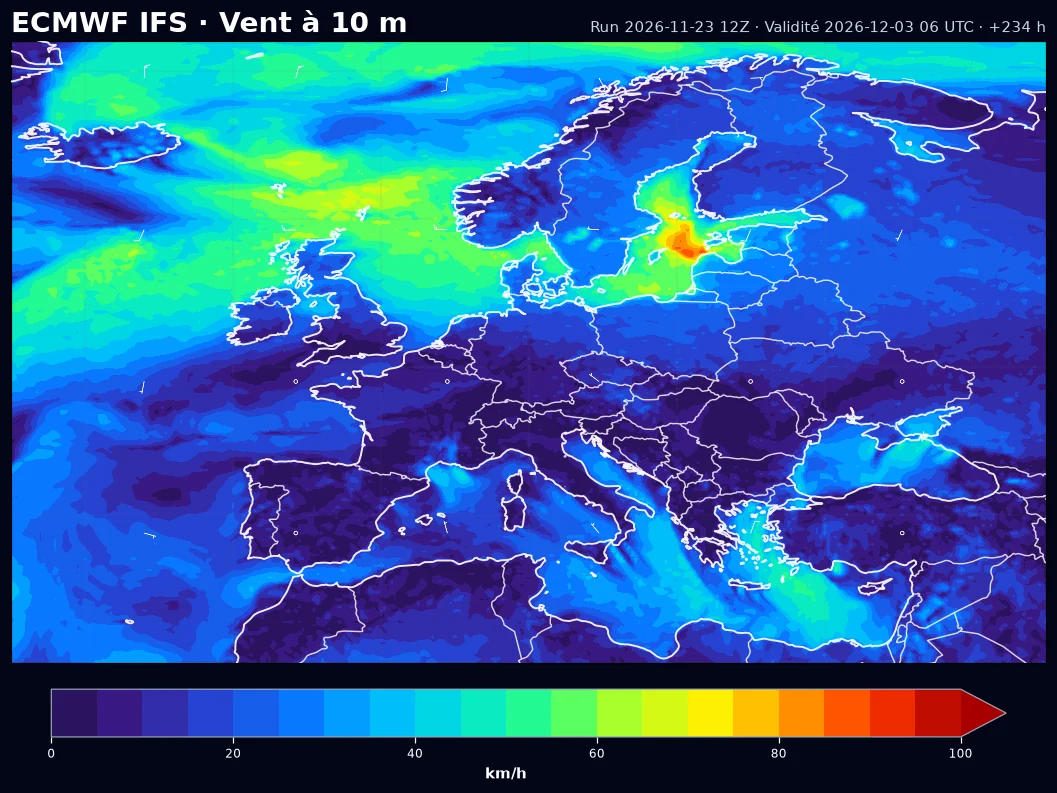 ECMWF IFS · Vent à 10 m
Run 2026-11-23 12Z · Validité 2026-12-03 06 UTC · +234 h
0 20 40 60 80 100
km/h